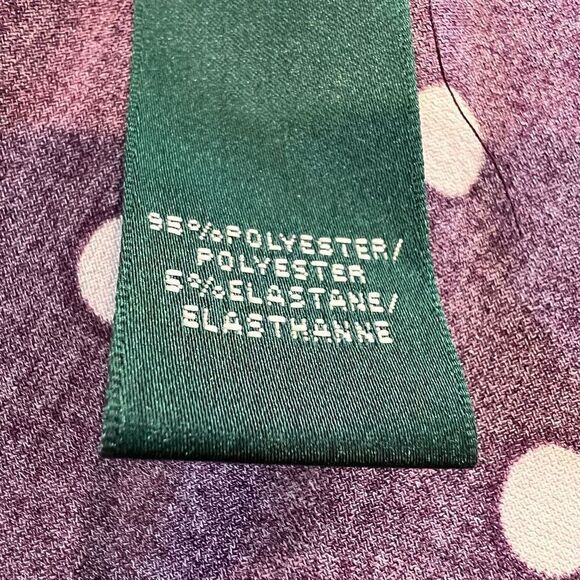 95%POLYESTER/
POLYESTER
5%ELASTANE/
ELASTHANNE